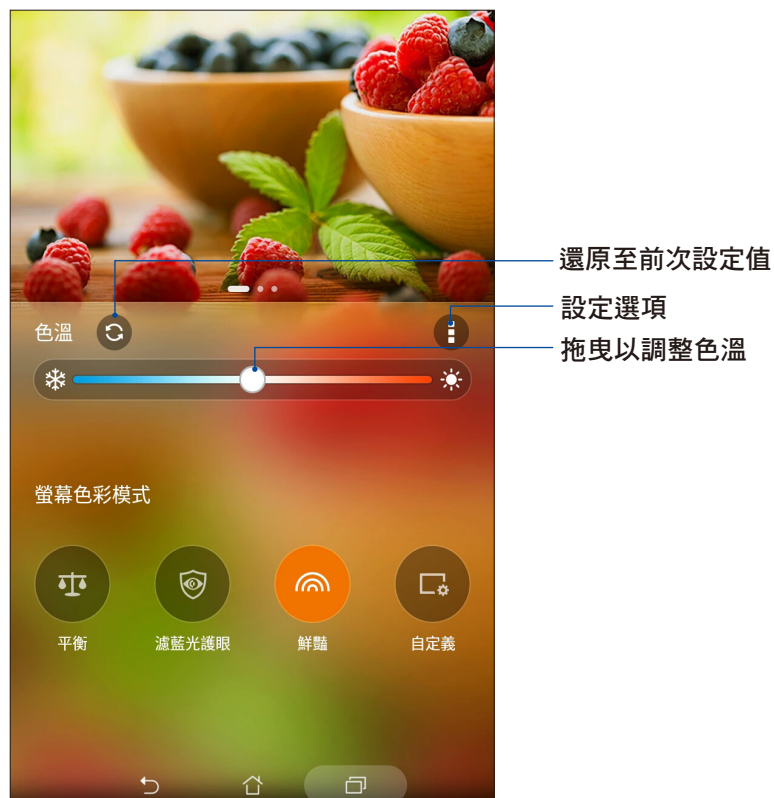 還原至前次設定值
設定選項
拖曳以調整色溫
色溫
螢幕色彩模式
平衡
濾藍光護眼
鮮豔
自定義